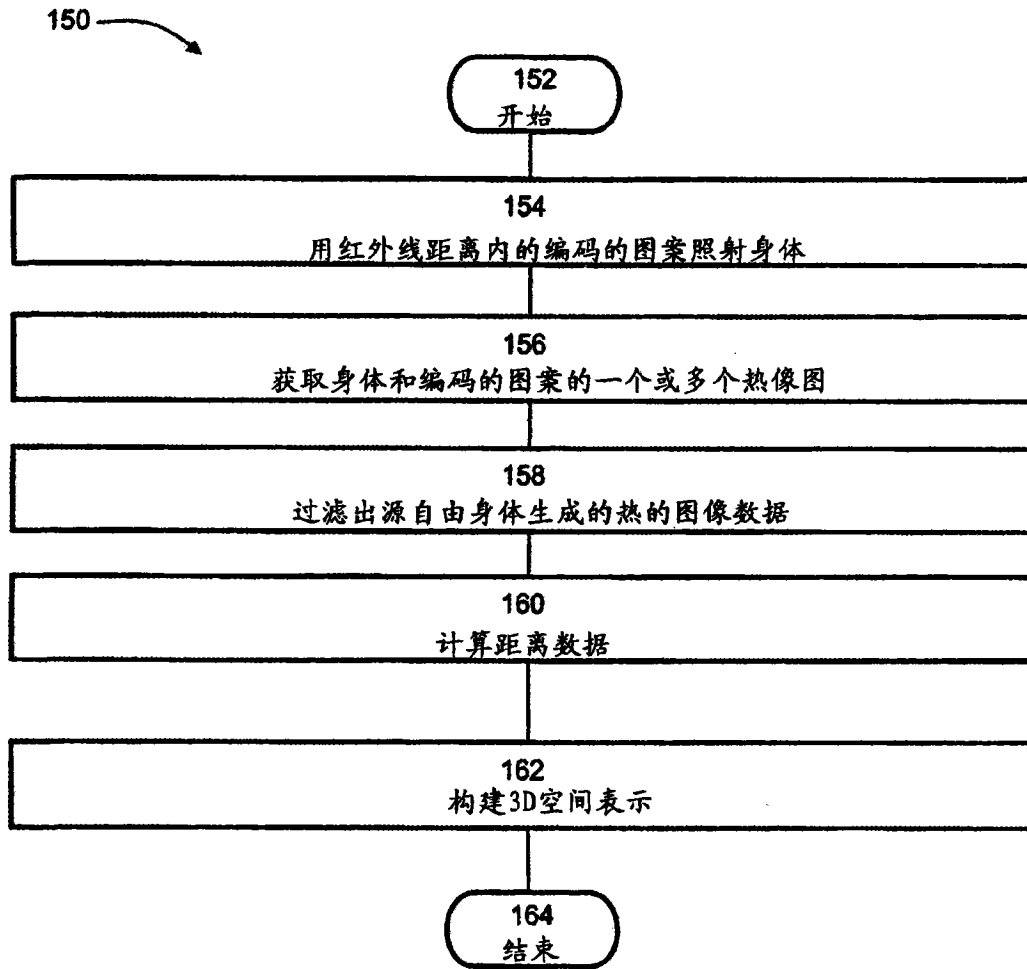 150
152
开始
154
用红外线距离内的编码的图案照射身体
156
获取身体和编码的图案的一个或多个热像图
158
过滤出源自由身体生成的热的图像数据
160
计算距离数据
162
构建3D空间表示
164
结束